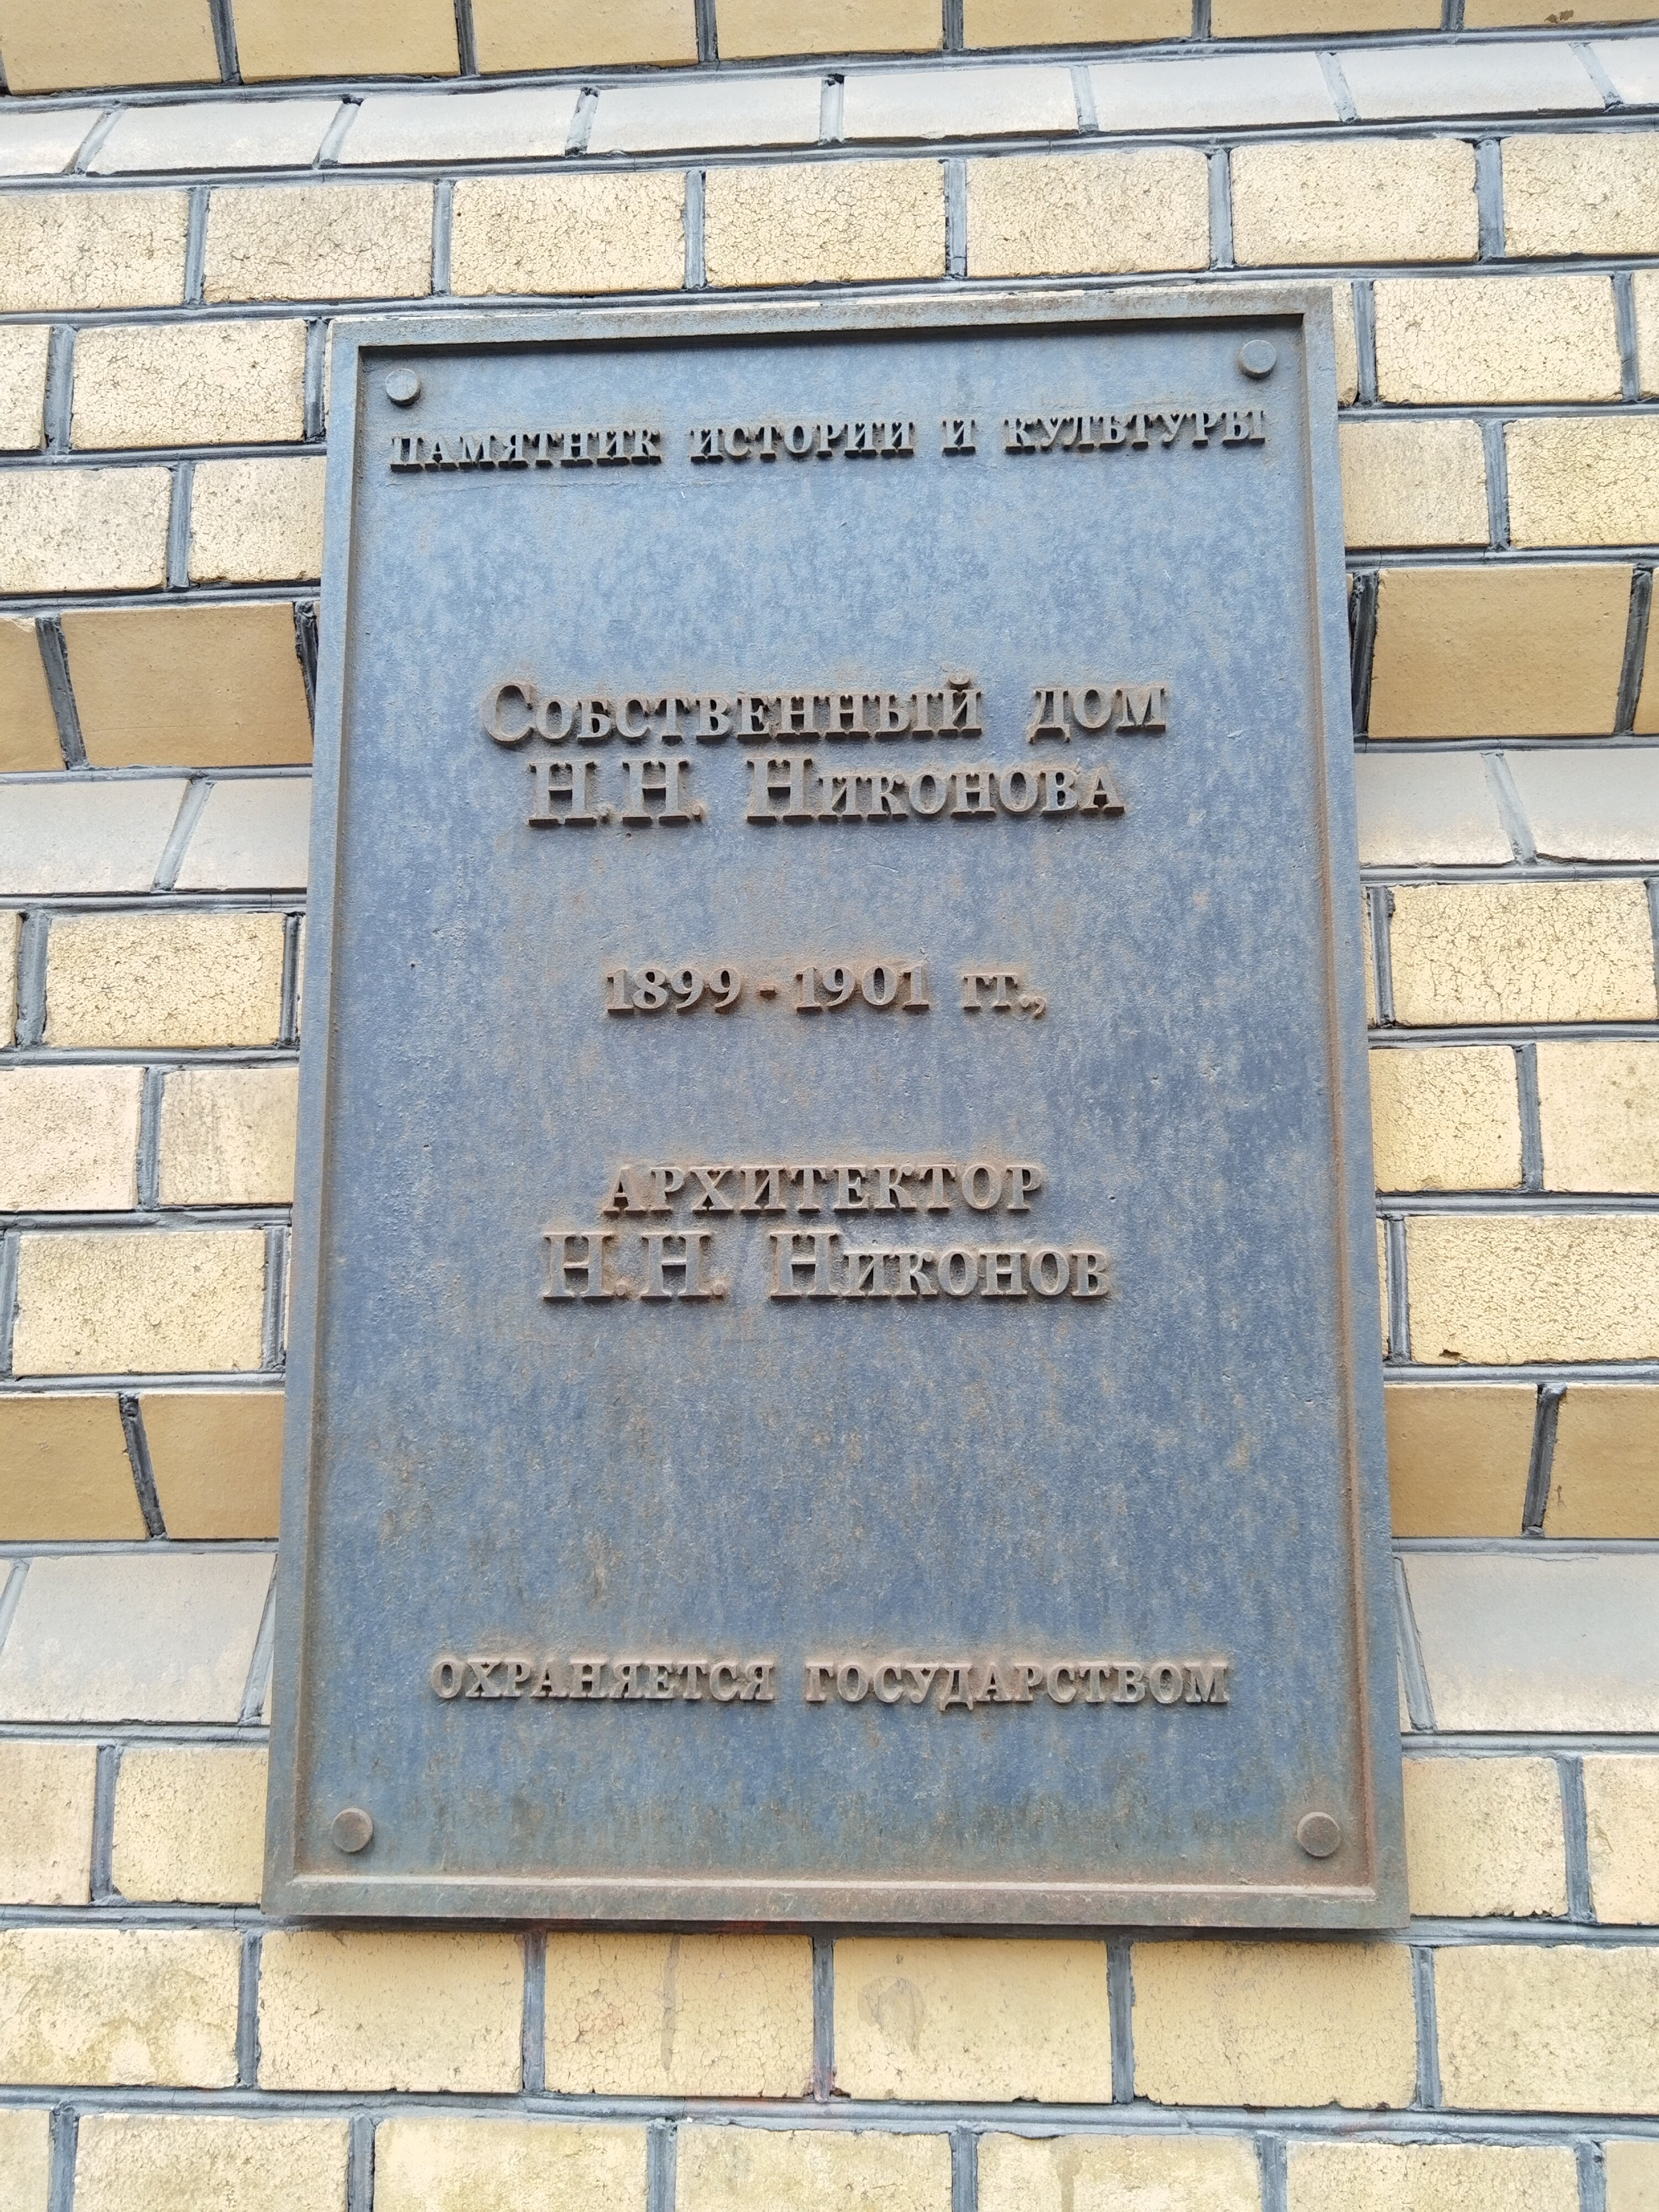 ПАМЯТНИК ИСТОРИИ И КУЛЬТУРЫ
СОБСТВЕННЫЙ ДОМ
Н.Н. НИКОНОВА
1899 - 1901 гг.,
АРХИТЕКТОР
Н.Н. НИКОНОВ
ОХРАНЯЕТСЯ ГОСУДАРСТВОМ